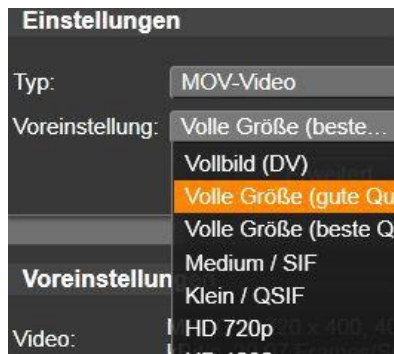 Einstellungen
Typ: MOV-Video
Voreinstellung: Volle Größe (beste...
Vollbild (DV)
Volle Größe (gute Qu
Volle Größe (beste Q
Medium / SIF
Voreinstellun
Klein / QSIF
Video: HD 720p